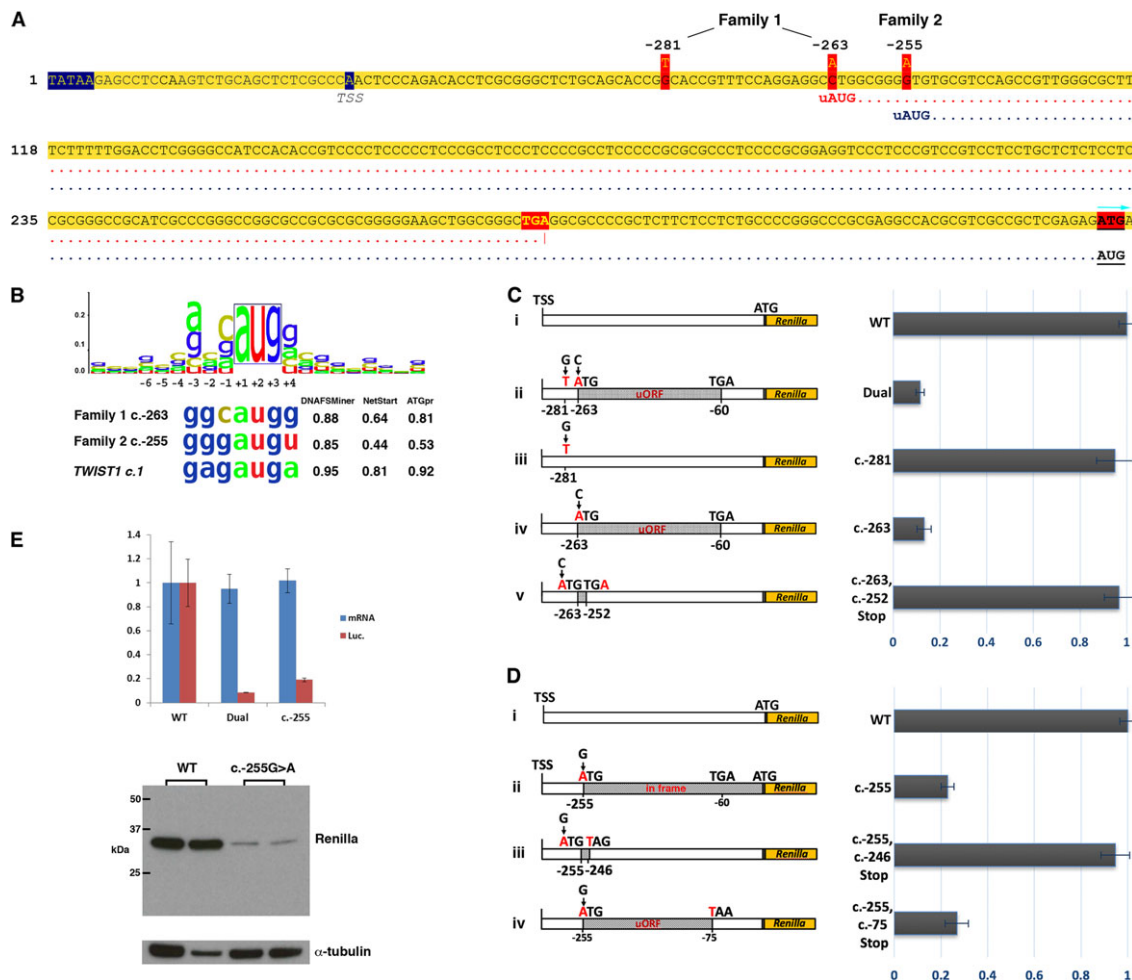 A
Family 1
Family 2
-281
-263
-255
T
A
A
1
TATAAGAGCCTCCAAGTCTGCAGCTCTCGCCCAACTCCCAGACACCTCGCGGGCTCTGCAGCACCGGCACCGTTTCCAGGAGGCCTGGCGGGGTGTGCGTCCAGCCGTTGGGCGCTT
TSS
uAUG
uAUG
118
TCTTTTTGGACCTCGGGGCCATCCACACCGTCCCCTCCCCCTCCCGCCTCCCTCCCCGCCTCCCCCGCGCGCCCTCCCCGCGGAGGTCCCTCCCGTCCGTCCTCCTGCTCTCTCCTC
235
CGCGGGCCGCATCGCCCGGGCCGGCGCCGCGCGCGGGGGAAGCTGGCGGGCTGAGGCGCCCCGCTCTTCTCCTCTGCCCCGGGCCCGCGAGGCCACGCGTCGCCGCTCGAGAGATGA
AUG
B
0.2
0.1
0.0
aug
-6 -5 -4 -3 -2 -1 +1 +2 +3 +4
DNAFSMiner NetStart ATGpr
Family 1 c.-263 ggcaugg 0.88 0.64 0.81
Family 2 c.-255 gggaugu 0.85 0.44 0.53
TWIST1 c.1 gagauga 0.95 0.81 0.92
C
TSS
ATG
i
Renilla
WT
G C
T ATG
TGA
ii
uORF
Renilla
-281 -263
-60
Dual
G
T
iii
Renilla
-281
c.-281
C
ATG
TGA
iv
uORF
Renilla
-263
-60
c.-263
C
ATGTGA
v
Renilla
-263 -252
c.-263,
c.-252
Stop
0 0.2 0.4 0.6 0.8 1
D
TSS
ATG
i
Renilla
WT
G
TSS
ATG
TGA
ATG
ii
in frame
Renilla
-255
-60
c.-255
G
ATG TAG
iii
Renilla
-255 -246
c.-255,
c.-246
Stop
G
ATG
TAA
iv
uORF
Renilla
-255
-75
c.-255,
c.-75
Stop
0 0.2 0.4 0.6 0.8 1
E
1.4
1.2
1
0.8
0.6
0.4
0.2
0
WT Dual c.-255
mRNA
Luc.
WT
c.-255G>A
50
37
kDa
25
Renilla
α-tubulin